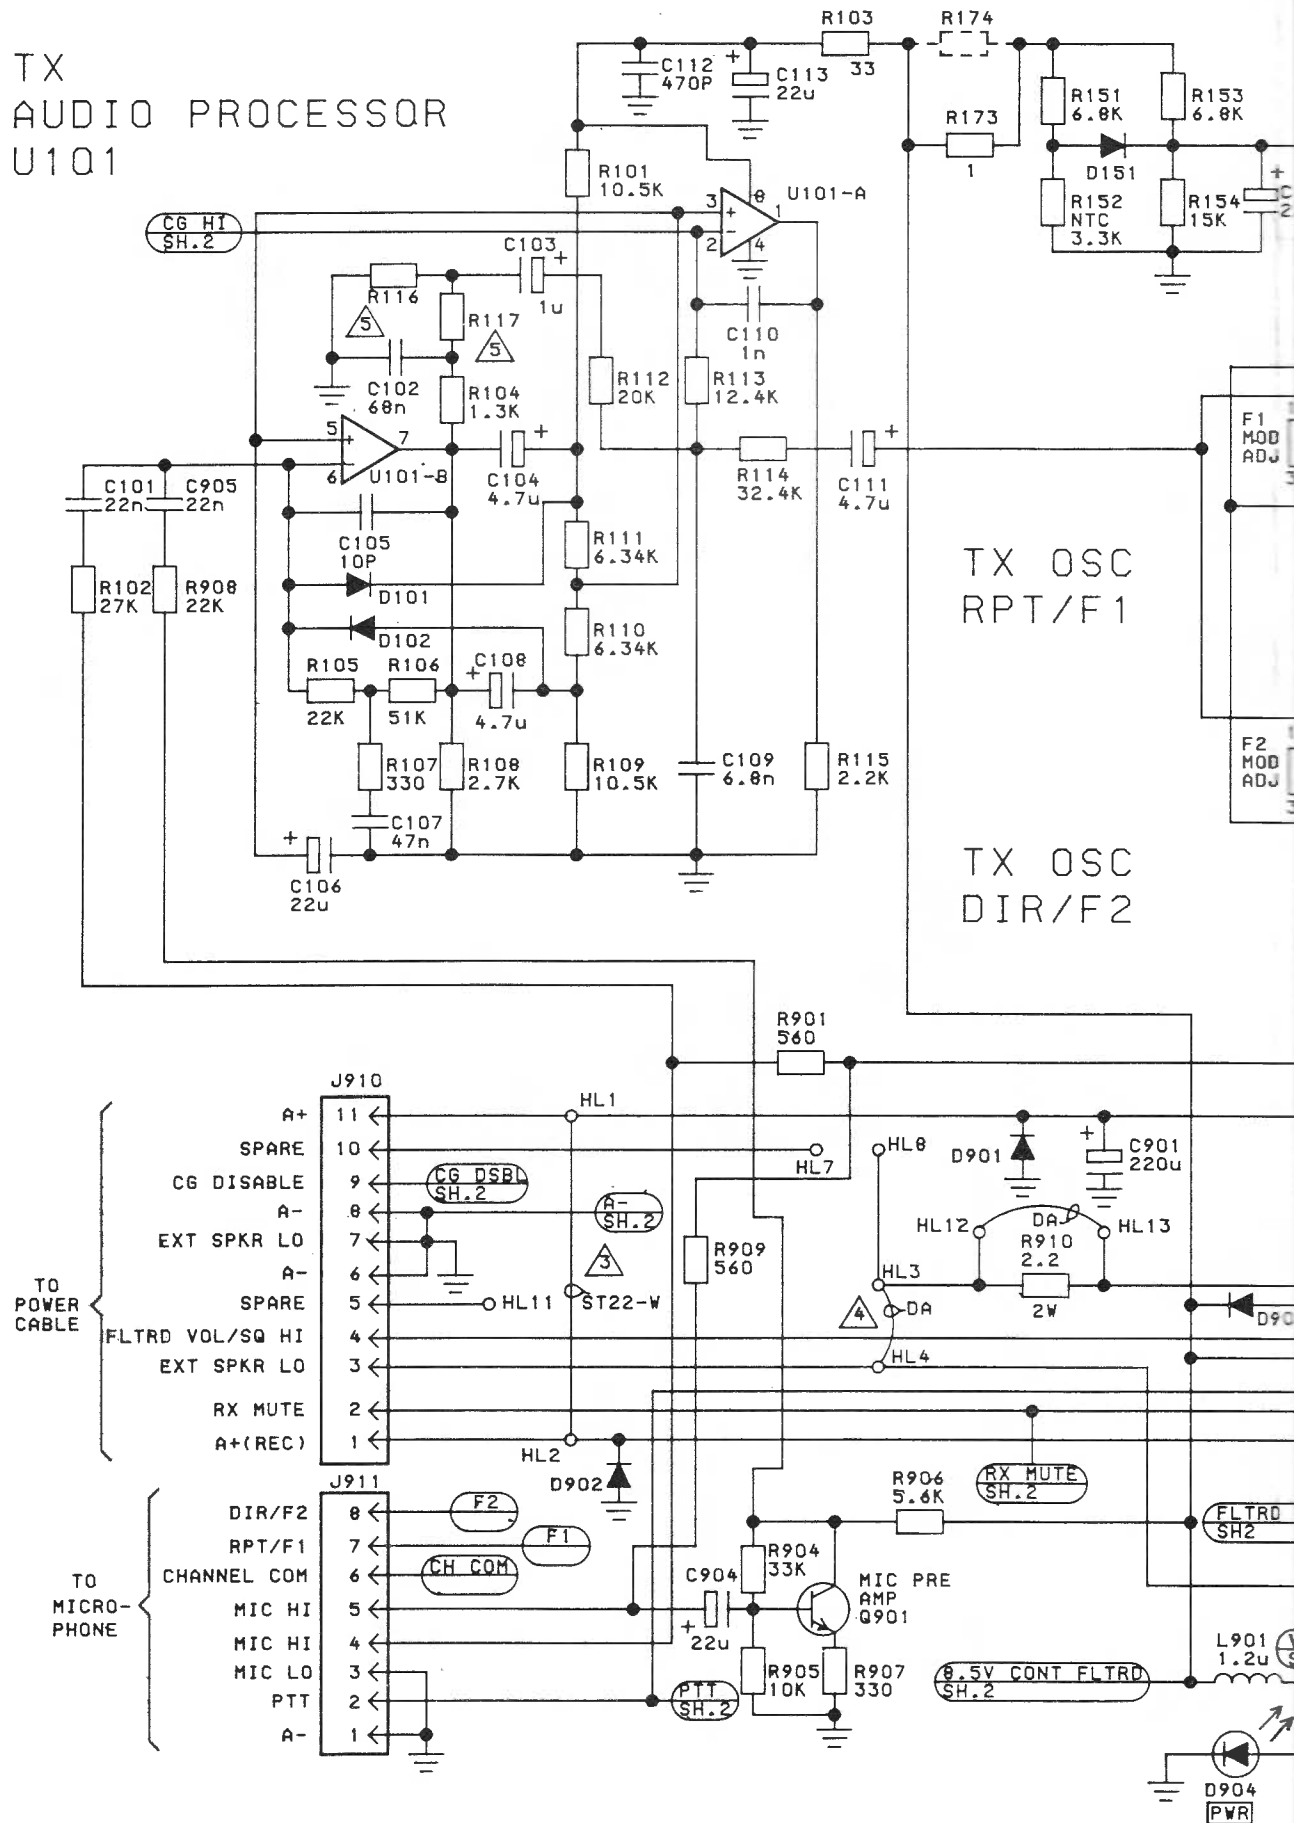 TX
AUDIO PROCESSOR
U101
R103
33
R174
C112
470P
+
C113
22u
R173
1
R151
6.8K
R153
6.8K
D151
R152
NTC
3.3K
R154
15K
+
R101
10.5K
U101-A
3
+
8
1
-
2
4
CG HI
SH.2
C103
+
1u
R116
5
R117
5
C110
1n
C102
68n
R104
1.3K
R112
20K
R113
12.4K
5
+
7
-
6
U101-B
C104
4.7u
+
R114
32.4K
C111
4.7u
+
F1
MOD
ADJ
C101
22n
C905
22n
C105
10P
R111
6.34K
TX OSC
RPT/F1
R102
27K
R908
22K
D101
D102
R110
6.34K
R105
22K
R106
51K
+
C108
4.7u
R107
330
R108
2.7K
R109
10.5K
C109
6.8n
R115
2.2K
F2
MOD
ADJ
C107
47n
+
C106
22u
TX OSC
DIR/F2
R901
560
J910
A+ 11
HL1
SPARE 10
HL7
HL8
D901
+
C901
220u
CG DISABLE 9
CG DSBL
SH.2
A- 8
A-
SH.2
EXT SPKR LO 7
A- 6
3
R909
560
HL12
DA
HL13
R910
2.2
2W
HL3
TO
POWER
CABLE
SPARE 5
HL11
ST22-W
4
DA
FLTRD VOL/SQ HI 4
EXT SPKR LO 3
HL4
RX MUTE 2
A+(REC) 1
HL2
D902
RX MUTE
SH.2
J911
DIR/F2 8
F2
RPT/F1 7
F1
CHANNEL COM 6
CH COM
R906
5.6K
FLTRD
SH2
TO
MICRO-
PHONE
MIC HI 5
C904
+
22u
R904
33K
MIC PRE
AMP
Q901
MIC HI 4
MIC LO 3
PTT 2
PTT
SH.2
A- 1
R905
10K
R907
330
8.5V CONT FLTRD
SH.2
L901
1.2u
D904
PWR